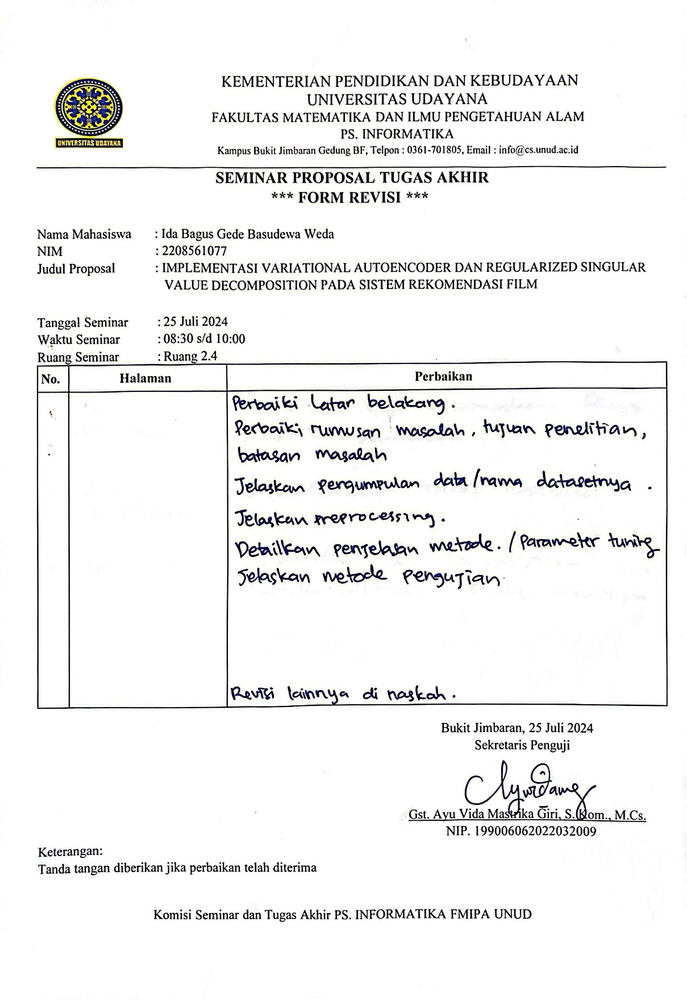 KEMENTERIAN PENDIDIKAN DAN KEBUDAYAAN
UNIVERSITAS UDAYANA
FAKULTAS MATEMATIKA DAN ILMU PENGETAHUAN ALAM
PS. INFORMATIKA
Kampus Bukit Jimbaran Gedung BF, Telpon : 0361-701805, Email : info@cs.unud.ac.id
UNIVERSITAS UDAYANA
SEMINAR PROPOSAL TUGAS AKHIR
*** FORM REVISI ***
Nama Mahasiswa : Ida Bagus Gede Basudewa Weda
NIM : 2208561077
Judul Proposal : IMPLEMENTASI VARIATIONAL AUTOENCODER DAN REGULARIZED SINGULAR
VALUE DECOMPOSITION PADA SISTEM REKOMENDASI FILM
Tanggal Seminar : 25 Juli 2024
Waktu Seminar : 08:30 s/d 10:00
Ruang Seminar : Ruang 2.4
No. Halaman Perbaikan
Perbaiki Latar belakang.
Perbaiki rumusan masalah, tujuan penelitian,
batasan masalah
Jelaskan pengumpulan data/nama datasetnya.
Jelaskan preprocessing.
Detailkan penjelasan metode. / Parameter tuning
Jelaskan metode pengujian.
Revisi lainnya di naskah.
Bukit Jimbaran, 25 Juli 2024
Sekretaris Penguji
Gst. Ayu Vida Mastrika Giri, S.Kom., M.Cs.
NIP. 199006062022032009
Keterangan:
Tanda tangan diberikan jika perbaikan telah diterima
Komisi Seminar dan Tugas Akhir PS. INFORMATIKA FMIPA UNUD